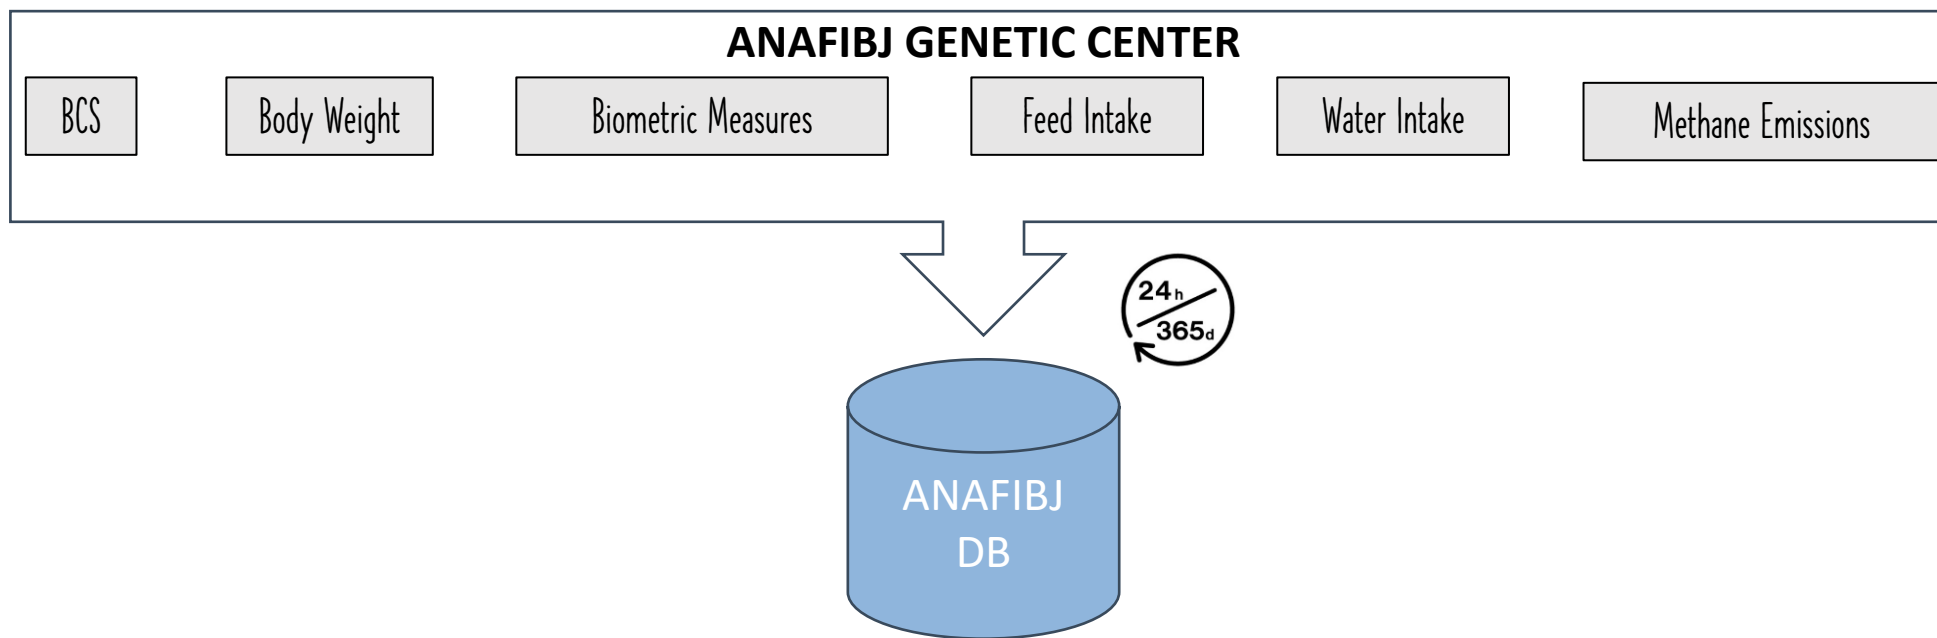 ANAFIBJ GENETIC CENTER
BCS
Body Weight
Biometric Measures
Feed Intake
Water Intake
Methane Emissions
24h
365d
ANAFIBJ
DB